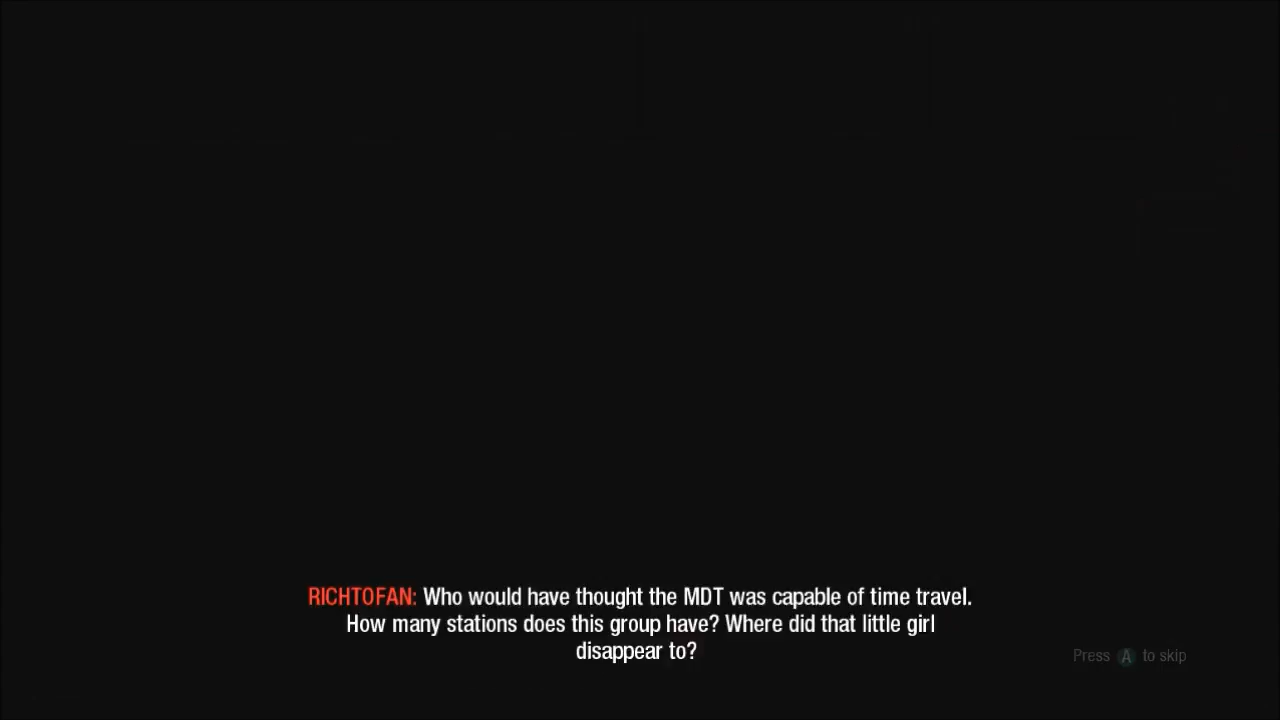 RICHTOFAN: Who would have thought the MDT was capable of time travel.
How many stations does this group have? Where did that little girl
disappear to?
Press A to skip